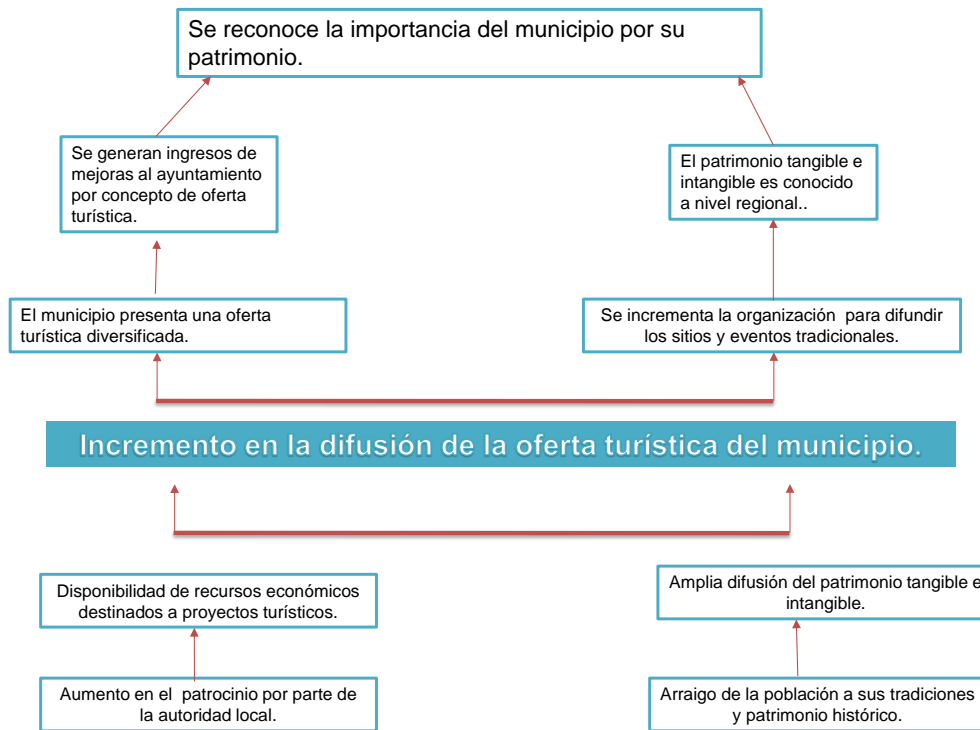 Se reconoce la importancia del municipio por su
patrimonio.
Se generan ingresos de
mejoras al ayuntamiento
por concepto de oferta
turística.
El patrimonio tangible e
intangible es conocido
a nivel regional..
El municipio presenta una oferta
turística diversificada.
Se incrementa la organización  para difundir
los sitios y eventos tradicionales.
Incremento en la difusión de la oferta turística del municipio.
Disponibilidad de recursos económicos
destinados a proyectos turísticos.
Amplia difusión del patrimonio tangible e
intangible.
Aumento en el  patrocinio por parte de
la autoridad local.
Arraigo de la población a sus tradiciones
y patrimonio histórico.